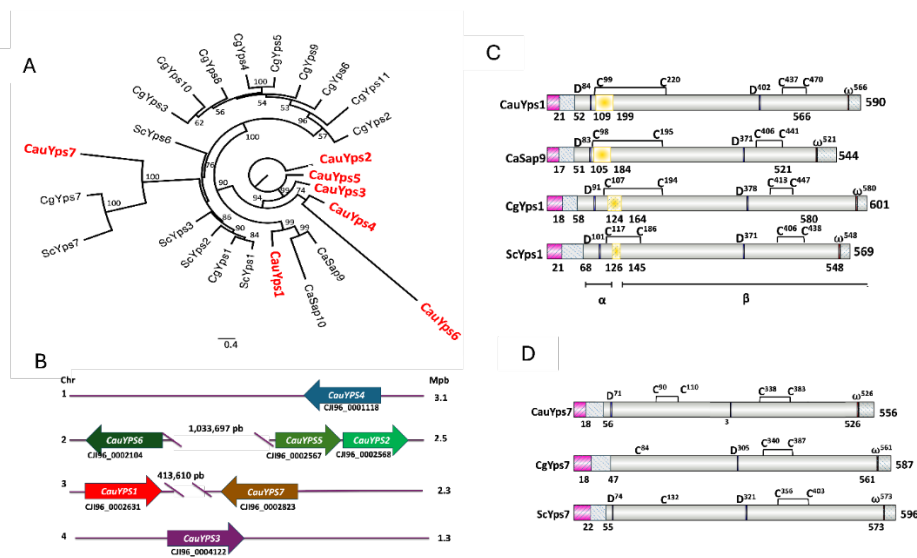 A
CgYps4
CgYps5
CgYps9
CgYps6
CgYps6
CgYps10
CgYps11
CgYps3
CgYps2
100
54
53
56
96
62
57
100
ScYps6
76
CauYps7
CauYps2
CauYps5
CauYps3
CauYps4
100
99
74
94
90
CgYps7
100
ScYps7
ScYps3
ScYps2
CgYps1
ScYps1
86
90
84
99
99
CauYps1
CaSap9
CaSap10
CauYps6
0.4
B
Chr
Mpb
1
CauYPS4
3.1
CJI96_0001118
1,033,697 pb
2
CauYPS6
CauYPS5
CauYPS2
2.5
CJI96_0002104
CJI96_0002567
CJI96_0002568
413,610 pb
3
CauYPS1
CauYPS7
2.3
CJI96_0002631
CJI96_0002823
4
CauYPS3
1.3
CJI96_0004122
C
D84 C99 C220 D402 C437 C470 ω566
CauYps1 590
21 52 109 199 566
D83 C98 C195 D371 C406 C441 ω521
CaSap9 544
17 51 105 184 521
D91 C107 C194 D378 C413 C447 ω580
CgYps1 601
18 58 124 164 580
D101 C117 C186 D371 C406 C438 ω548
ScYps1 569
21 68 126 145 548
α β
D
D71 C90 C110 C338 C383 ω526
CauYps7 556
18 56 3 526
C84 D305 C340 C387 ω561
CgYps7 587
18 47 561
D74 C132 D321 C356 C403 ω573
ScYps7 596
22 55 573